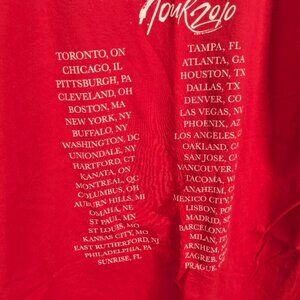 Tour 2010
TORONTO, ON
CHICAGO, IL
PITTSBURGH, PA
CLEVELAND, OH
BOSTON, MA
NEW YORK, NY
BUFFALO, NY
WASHINGTON, DC
UNIONDALE, NY
HARTFORD, CT
KANATA, ON
MONTREAL, QC
COLUMBUS, OH
AUBURN HILLS, MI
OMAHA, NE
ST PAUL, MN
ST LOUIS, MO
KANSAS CITY, MO
EAST RUTHERFORD, NJ
PHILADELPHIA, PA
SUNRISE, FL
TAMPA, FL
ATLANTA, GA
HOUSTON, TX
DALLAS, TX
DENVER, CO
LAS VEGAS, NV
PHOENIX, AZ
LOS ANGELES,
OAKLAND, CA
SAN JOSE, CA
VANCOUVER,
TACOMA, WA
ANAHEIM, C
MEXICO CITY,
LISBON, POR
MADRID, S
BARCELONA,
MILAN, IT
ARNHEM,
ZAGREB,
PRAGUE,